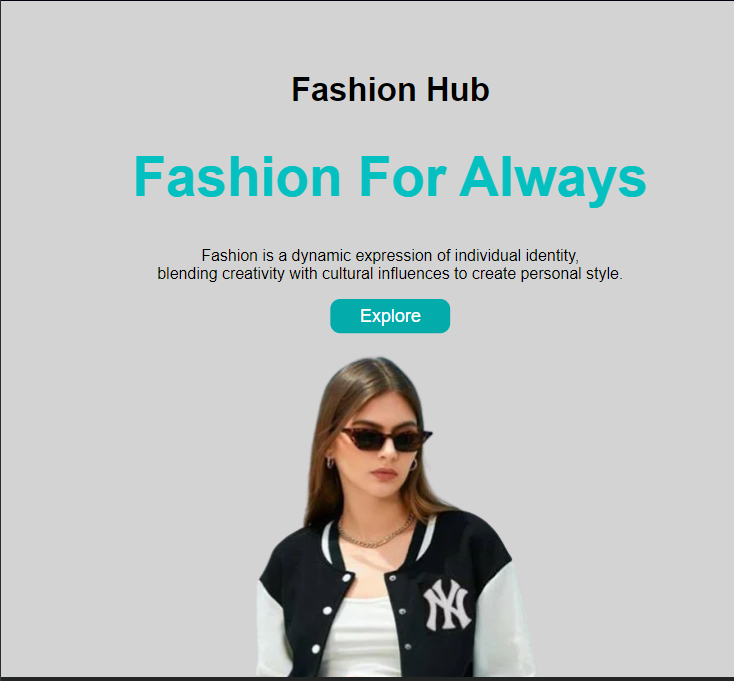 Fashion Hub
Fashion For Always
Fashion is a dynamic expression of individual identity,
blending creativity with cultural influences to create personal style.
Explore
NY